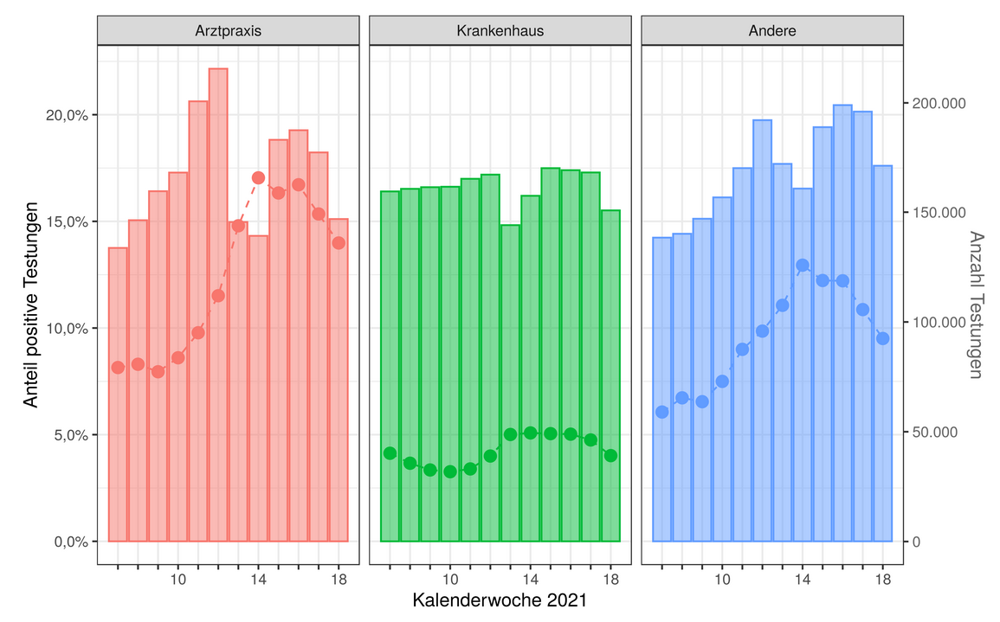 Arztpraxis
Krankenhaus
Andere
Anteil positive Testungen
20,0%
15,0%
10,0%
5,0%
0,0%
200.000
150.000
100.000
50.000
0
Anzahl Testungen
10 14 18
10 14 18
10 14 18
Kalenderwoche 2021